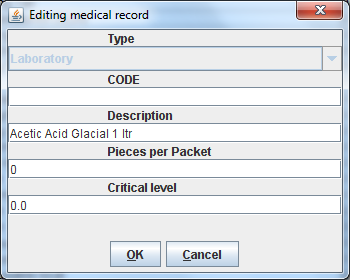 Editing medical record
Type
Laboratory
CODE
Description
Acetic Acid Glacial 1 ltr
Pieces per Packet
0
Critical level
0.0
OK Cancel